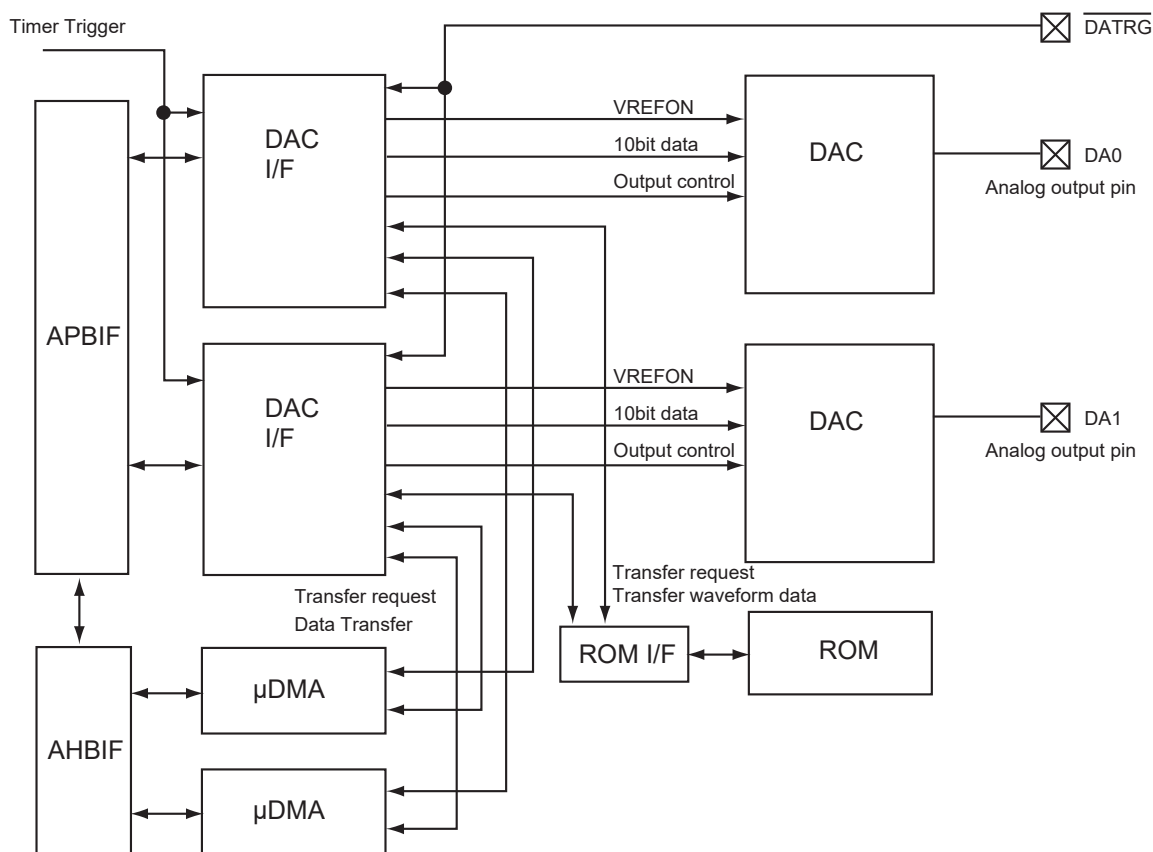 Timer Trigger
DATRG
DAC
I/F
VREFON
10bit data
Output control
DAC
DA0
Analog output pin
APBIF
DAC
I/F
VREFON
10bit data
Output control
DAC
DA1
Analog output pin
Transfer request
Data Transfer
Transfer request
Transfer waveform data
ROM I/F
ROM
µDMA
AHBIF
µDMA